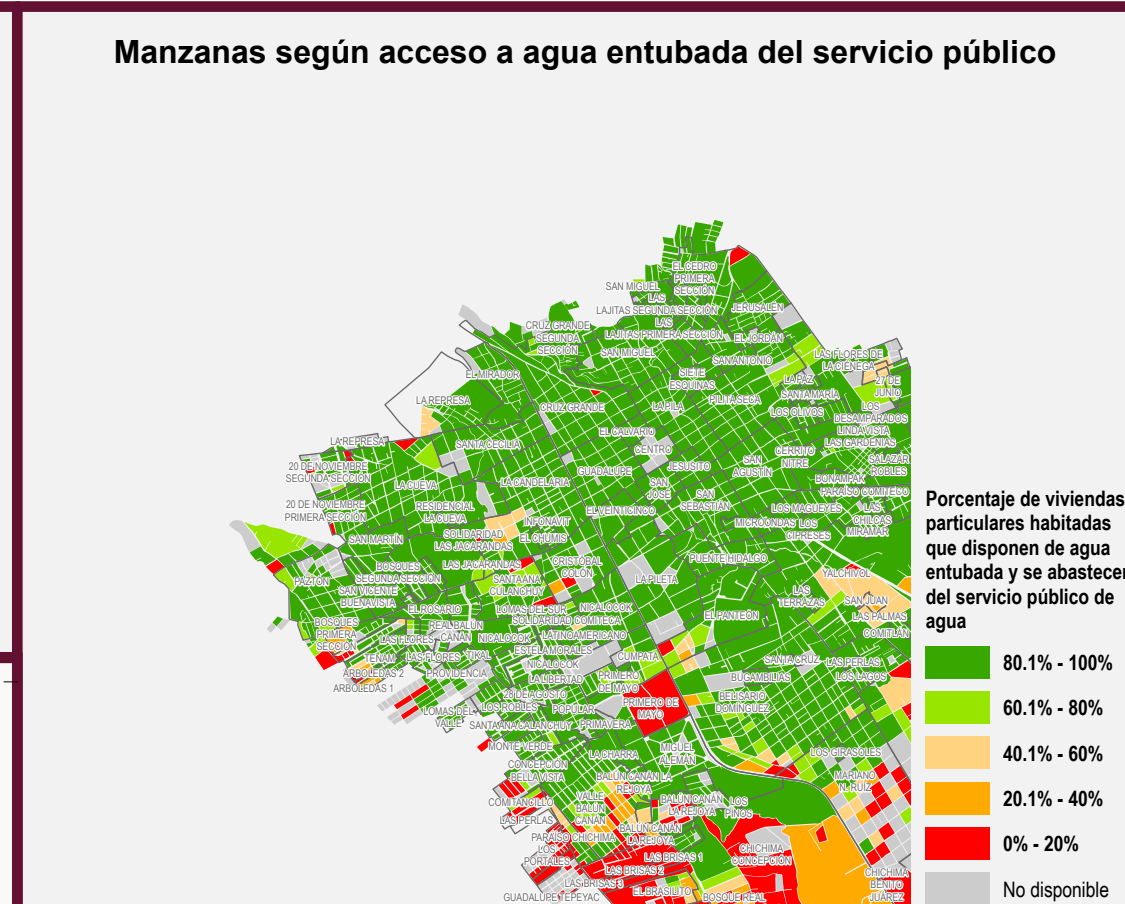 Manzanas según acceso a agua entubada del servicio público
EL CEDRO
PRIMERA
SECCIÓN
SAN MIGUEL
LAS
LAJITAS SEGUNDA SECCIÓN
JERUSALÉN
LAS
LAJITAS PRIMERA SECCIÓN
CRUZ GRANDE
SEGUNDA
SECCIÓN
EL JORDÁN
SAN MIGUEL
SAN ANTONIO
LAS FLORES DE
LA CIÉNEGA
EL MIRADOR
SIETE
ESQUINAS
LA PAZ
27 DE
JUNIO
LA REPRESA
PILITA SECA
SANTA MARÍA
CRUZ GRANDE
LA PILA
LOS OLIVOS
LOS
DESAMPARADOS
LINDA VISTA
EL CALVARIO
LA REPRESA
SANTA CECILIA
CENTRO
LAS GARDENIAS
CERRITO
NITRE
SALAZAR
ROBLES
20 DE NOVIEMBRE
SEGUNDA SECCIÓN
GUADALUPE
JESUSITO
SAN
AGUSTÍN
LA CUEVA
LA CANDELARIA
SAN
JOSÉ
BONAMPAK
PARAÍSO COMITECO
20 DE NOVIEMBRE
PRIMERA SECCIÓN
RESIDENCIAL
LA CUEVA
EL VEINTICINCO
SAN
SEBASTIÁN
LOS MAGUEYES
LAS
CHILCAS
MIRAMAR
INFONAVIT
EL CHUMIS
MICROONDAS
LOS
CIPRESES
SAN MARTÍN
SOLIDARIDAD
LAS JACARANDAS
PUENTE HIDALGO
BOSQUES
SEGUNDA SECCIÓN
LAS JACARANDAS
CRISTOBAL
COLÓN
PAZTÓN
SANTA ANA
CULANCHUY
LA PILETA
YALCHIVOL
SAN VICENTE
BUENAVISTA
LAS
TERRAZAS
SAN JUAN
EL ROSARIO
LOMAS DEL SUR
NICALOCOK
EL PANTEÓN
LAS PALMAS
BOSQUES
PRIMERA
SECCIÓN
REAL BALÚN
CANÁN
SOLIDARIDAD COMITECA
COMITLÁN
LAS FLORES
NICALOCOK
LATINOAMERICANO
ESTELA MORALES
TENAM
LAS FLORES
TIKAL
NICALOCOK
CUMPATA
SANTA CRUZ
LAS PERLAS
ARBOLEDAS 2
PROVIDENCIA
LA LIBERTAD
PRIMERO
DE MAYO
BUGAMBILIAS
LOS LAGOS
ARBOLEDAS 1
28 DE AGOSTO
BELISARIO
DOMÍNGUEZ
LOMAS DEL
VALLE
LOS ROBLES
POPULAR
PRIMERO DE
MAYO
SANTA ANA CALANCHUY
PRIMAVERA
MONTE VERDE
LA CHARRA
MIGUEL
ALEMÁN
LOS GIRASOLES
CONCEPCIÓN
BELLA VISTA
BALÚN CANÁN LA
REJOYA
MARIANO
N. RUIZ
COMITANCILLO
VALLE
BALÚN
CANÁN
BALÚN CANÁN
LA REJOYA
LOS
PINOS
LAS PERLAS
BALÚN CANÁN
LA REJOYA
PARAÍSO CHICHIMA
LOS
PORTALES
LAS BRISAS 1
CHICHIMA
CONCEPCIÓN
LAS BRISAS 2
CHICHIMA
BENITO
JUÁREZ
LAS BRISAS 3
EL BRASILITO
GUADALUPE TEPEYAC
BOSQUE REAL
Porcentaje de viviendas
particulares habitadas
que disponen de agua
entubada y se abastecen
del servicio público de
agua
80.1% - 100%
60.1% - 80%
40.1% - 60%
20.1% - 40%
0% - 20%
No disponible